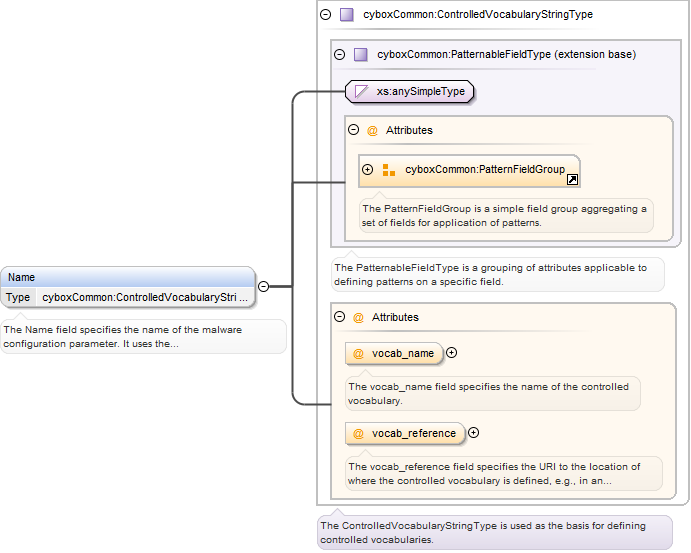 cyboxCommon:ControlledVocabularyStringType
cyboxCommon:PatternableFieldType (extension base)
xs:anySimpleType
@ Attributes
cyboxCommon:PatternFieldGroup
The PatternFieldGroup is a simple field group aggregating a
set of fields for application of patterns.
The PatternableFieldType is a grouping of attributes applicable to
defining patterns on a specific field.
Name
Type cyboxCommon:ControlledVocabularyStri ...
The Name field specifies the name of the malware
configuration parameter. It uses the...
@ Attributes
@ vocab_name
The vocab_name field specifies the name of the controlled
vocabulary.
@ vocab_reference
The vocab_reference field specifies the URI to the location of
where the controlled vocabulary is defined, e.g., in an...
The ControlledVocabularyStringType is used as the basis for defining
controlled vocabularies.